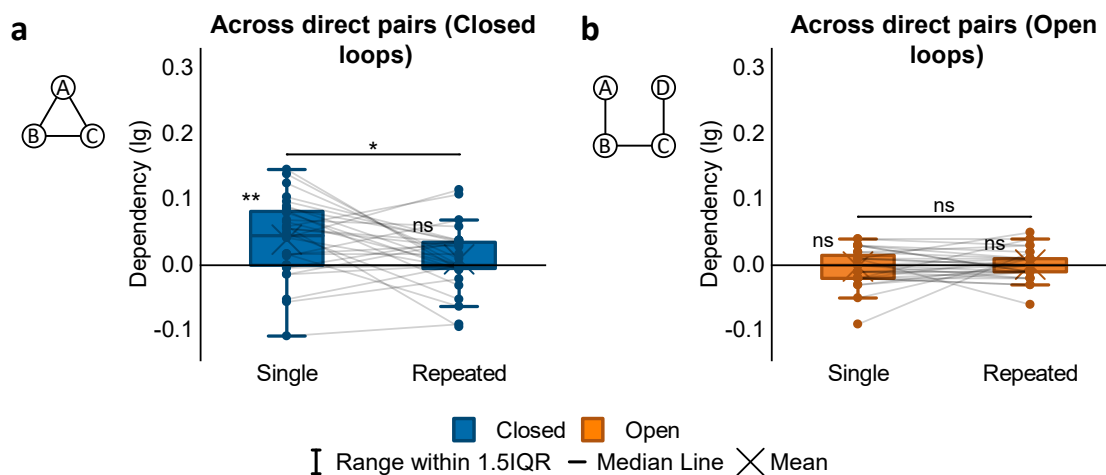 a
Across direct pairs (Closed
loops)
A
B
C
Dependency (lg)
0.3
0.2
0.1
0.0
-0.1
**
*
ns
Single
Repeated
b
Across direct pairs (Open
loops)
A
D
B
C
Dependency (lg)
0.3
0.2
0.1
0.0
-0.1
ns
ns
ns
Single
Repeated
Closed
Open
Range within 1.5IQR
Median Line
Mean